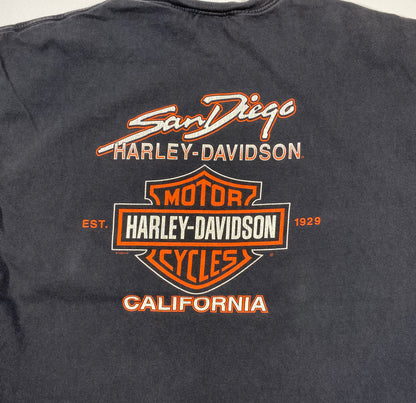 San Diego
HARLEY-DAVIDSON
MOTOR
EST. HARLEY-DAVIDSON 1929
CYCLES
CALIFORNIA